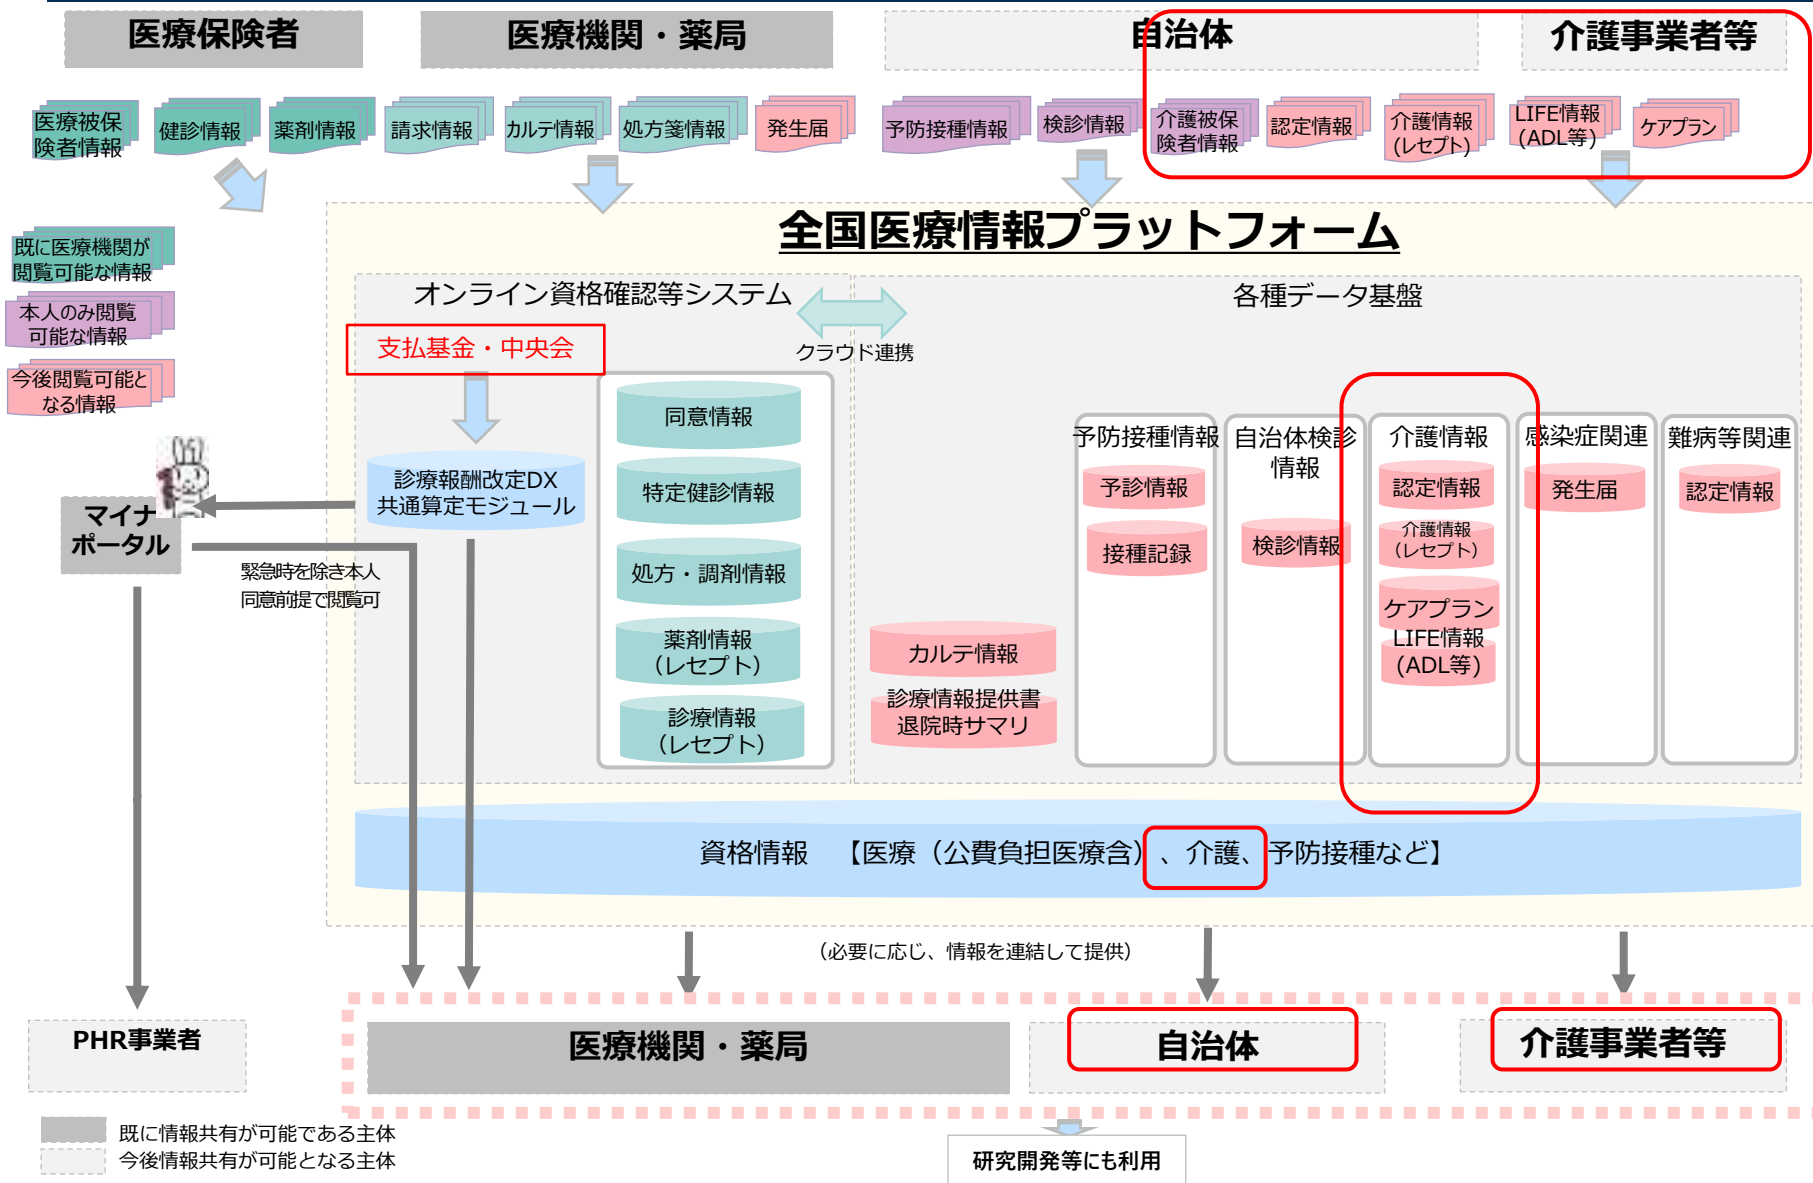 医療保険者
医療機関・薬局
自治体
介護事業者等
医療被保
険者情報
健診情報
薬剤情報
請求情報
カルテ情報
処方箋情報
発生届
予防接種情報
検診情報
介護被保
険者情報
認定情報
介護情報
(レセプト)
LIFE情報
(ADL等)
ケアプラン
既に医療機関が
閲覧可能な情報
本人のみ閲覧
可能な情報
今後閲覧可能と
なる情報
全国医療情報プラットフォーム
オンライン資格確認等システム
各種データ基盤
クラウド連携
支払基金・中央会
診療報酬改定DX
共通算定モジュール
同意情報
特定健診情報
処方・調剤情報
薬剤情報
(レセプト)
診療情報
(レセプト)
カルテ情報
診療情報提供書
退院時サマリ
予防接種情報
予診情報
接種記録
自治体検診
情報
検診情報
介護情報
認定情報
介護情報
(レセプト)
ケアプラン
LIFE情報
(ADL等)
感染症関連
発生届
難病等関連
認定情報
マイナ
ポータル
緊急時を除き本人
同意前提で閲覧可
資格情報 【医療（公費負担医療含）、介護、予防接種など】
（必要に応じ、情報を連結して提供）
PHR事業者
医療機関・薬局
自治体
介護事業者等
既に情報共有が可能である主体
今後情報共有が可能となる主体
研究開発等にも利用